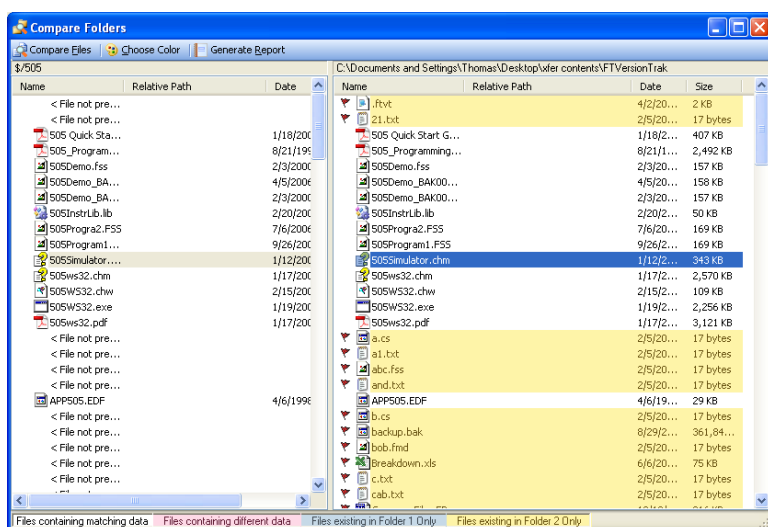 Compare Folders
Compare Files Choose Color Generate Report
$/505
Name Relative Path Date
< File not pre...
< File not pre...
505 Quick Sta... 1/18/200
505_Program... 8/21/199
505Demo.fss 2/3/2000
505Demo_BA... 4/5/2006
505Demo_BA... 2/3/2000
505InstrLib.lib 2/20/200
505Progra2.FSS 7/6/2006
505Program1... 9/26/200
505Simulator.... 1/12/200
505ws32.chm 1/17/200
505WS32.chw 2/15/200
505WS32.exe 1/19/200
505ws32.pdf 1/17/200
< File not pre...
< File not pre...
< File not pre...
< File not pre...
APP505.EDF 4/6/1998
< File not pre...
< File not pre...
< File not pre...
< File not pre...
< File not pre...
< File not pre...
C:\Documents and Settings\Thomas\Desktop\xfer contents\FTVersionTrak
Name Relative Path Date Size
.ftvt 4/2/20... 2 KB
21.txt 2/5/20... 17 bytes
505 Quick Start G... 1/18/2... 407 KB
505_Programming... 8/21/1... 2,492 KB
505Demo.fss 2/3/20... 157 KB
505Demo_BAK00... 4/5/20... 158 KB
505Demo_BAK00... 2/3/20... 157 KB
505InstrLib.lib 2/20/2... 50 KB
505Progra2.FSS 7/6/20... 169 KB
505Program1.FSS 9/26/2... 169 KB
505Simulator.chm 1/12/2... 343 KB
505ws32.chm 1/17/2... 2,570 KB
505WS32.chw 2/15/2... 109 KB
505WS32.exe 1/19/2... 2,256 KB
505ws32.pdf 1/17/2... 3,121 KB
a.cs 2/5/20... 17 bytes
a1.txt 2/5/20... 17 bytes
abc.fss 2/5/20... 17 bytes
and.txt 2/5/20... 17 bytes
APP505.EDF 4/6/19... 29 KB
b.cs 2/5/20... 17 bytes
backup.bak 8/29/2... 361,84...
bob.fmd 2/5/20... 17 bytes
Breakdown.xls 6/6/20... 75 KB
c.txt 2/5/20... 17 bytes
cab.txt 2/5/20... 17 bytes
Files containing matching data Files containing different data Files existing in Folder 1 Only Files existing in Folder 2 Only